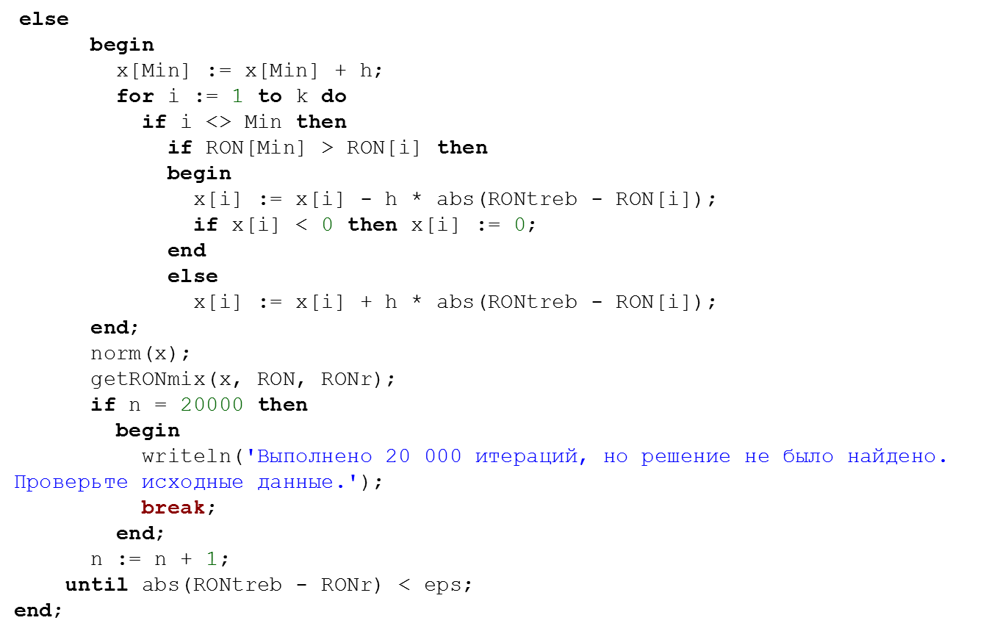 else
begin
x[Min] := x[Min] + h;
for i := 1 to k do
if i <> Min then
if RON[Min] > RON[i] then
begin
x[i] := x[i] - h * abs(RONtreb - RON[i]);
if x[i] < 0 then x[i] := 0;
end
else
x[i] := x[i] + h * abs(RONtreb - RON[i]);
end;
norm(x);
getRONmix(x, RON, RONr);
if n = 20000 then
begin
writeln('Выполнено 20 000 итераций, но решение не было найдено.
Проверьте исходные данные.');
break;
end;
n := n + 1;
until abs(RONtreb - RONr) < eps;
end;